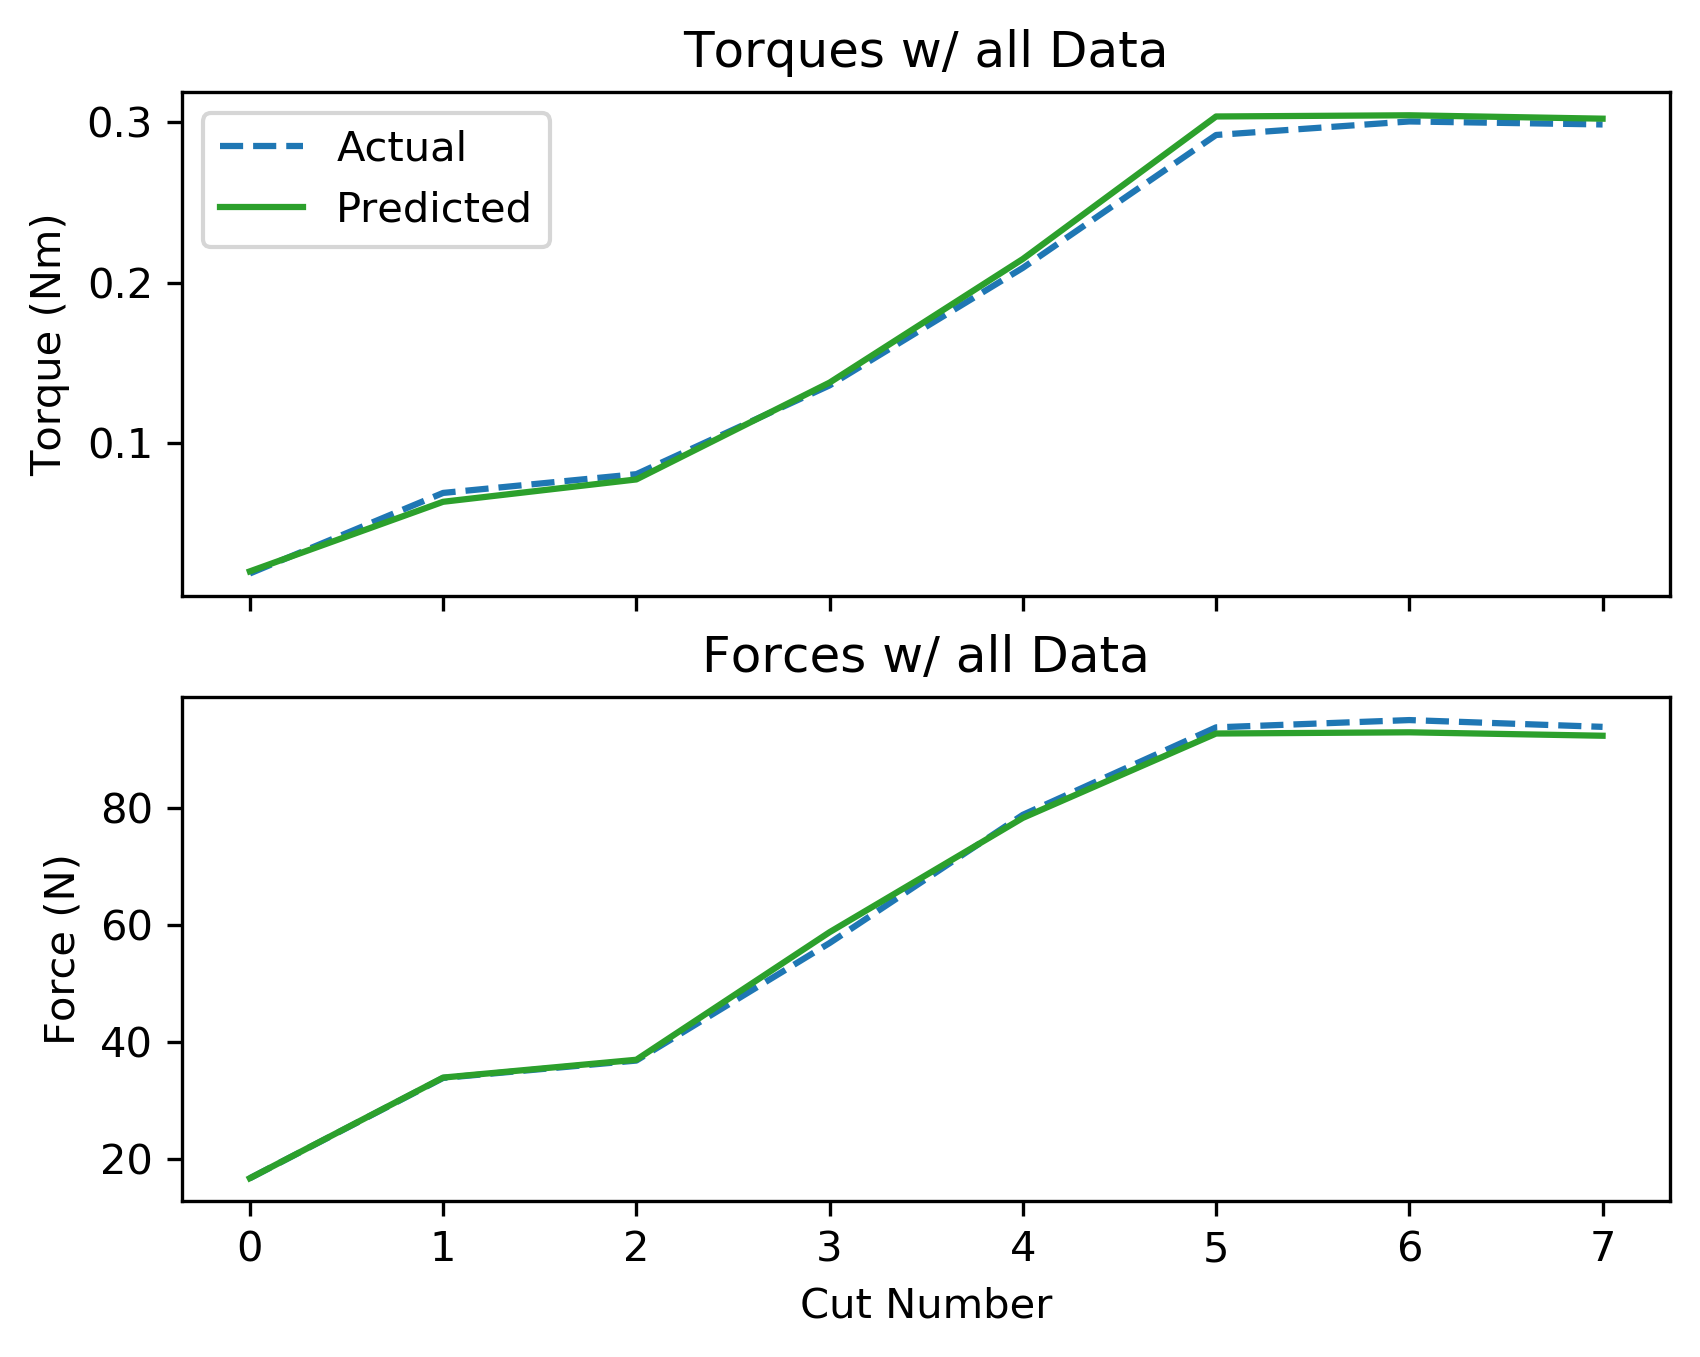 Torques w/ all Data
0.3
0.2
0.1
Torque (Nm)
Actual
Predicted
Forces w/ all Data
80
60
40
20
Force (N)
0 1 2 3 4 5 6 7
Cut Number